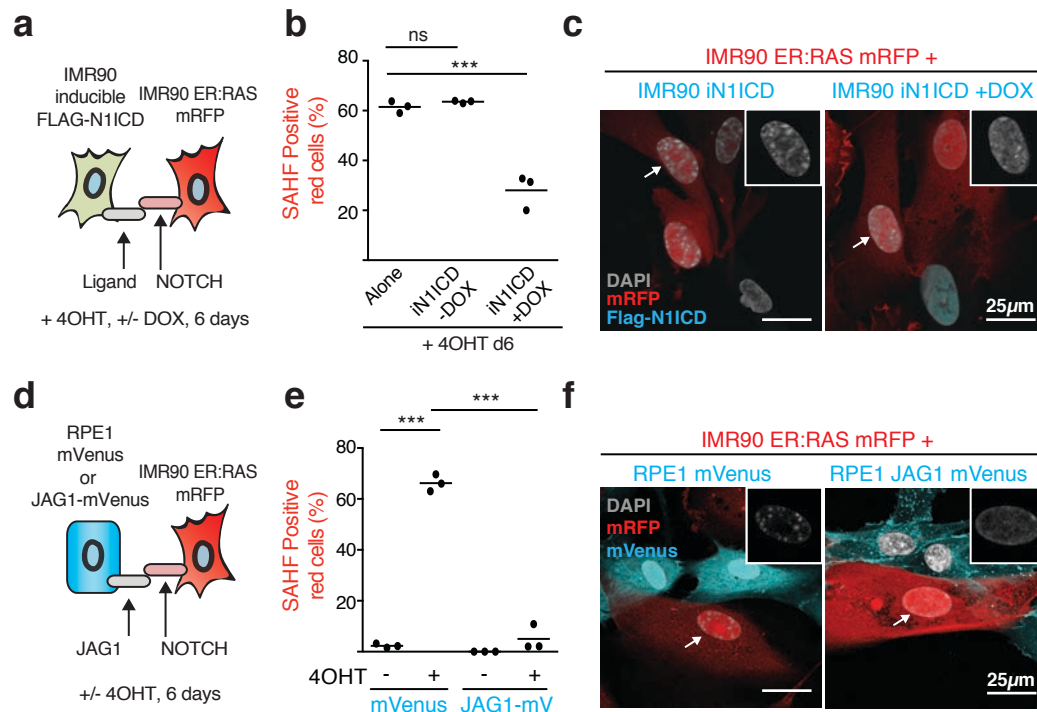 a
IMR90
inducible
FLAG-N1ICD
IMR90 ER:RAS
mRFP
Ligand
NOTCH
+ 4OHT, +/- DOX, 6 days
b
ns
***
SAHF Positive
red cells (%)
80
60
40
20
Alone
iN1ICD
-DOX
iN1ICD
+DOX
+ 4OHT d6
c
IMR90 ER:RAS mRFP +
IMR90 iN1ICD
IMR90 iN1ICD +DOX
DAPI
mRFP
Flag-N1ICD
25µm
d
RPE1
mVenus
or
JAG1-mVenus
IMR90 ER:RAS
mRFP
JAG1
NOTCH
+/- 4OHT, 6 days
e
***
***
SAHF Positive
red cells (%)
80
60
40
20
4OHT - + - +
mVenus JAG1-mV
f
IMR90 ER:RAS mRFP +
RPE1 mVenus
RPE1 JAG1 mVenus
DAPI
mRFP
mVenus
25µm